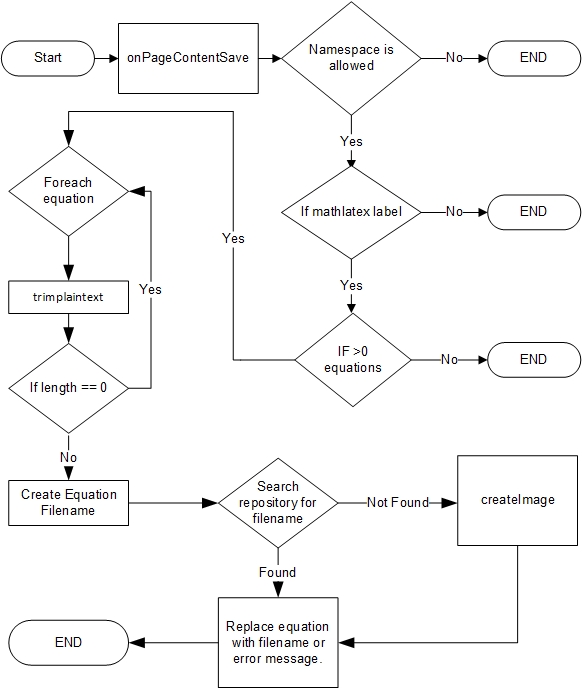 Start
onPageContentSave
Namespace is
allowed
No
END
Yes
If mathlatex label
No
END
Yes
IF >0
equations
No
END
Yes
Foreach
equation
trimplaintext
Yes
If length == 0
No
Create Equation
Filename
Search
repository for
filename
Not Found
createImage
Found
Replace equation
with filename or
error message.
END